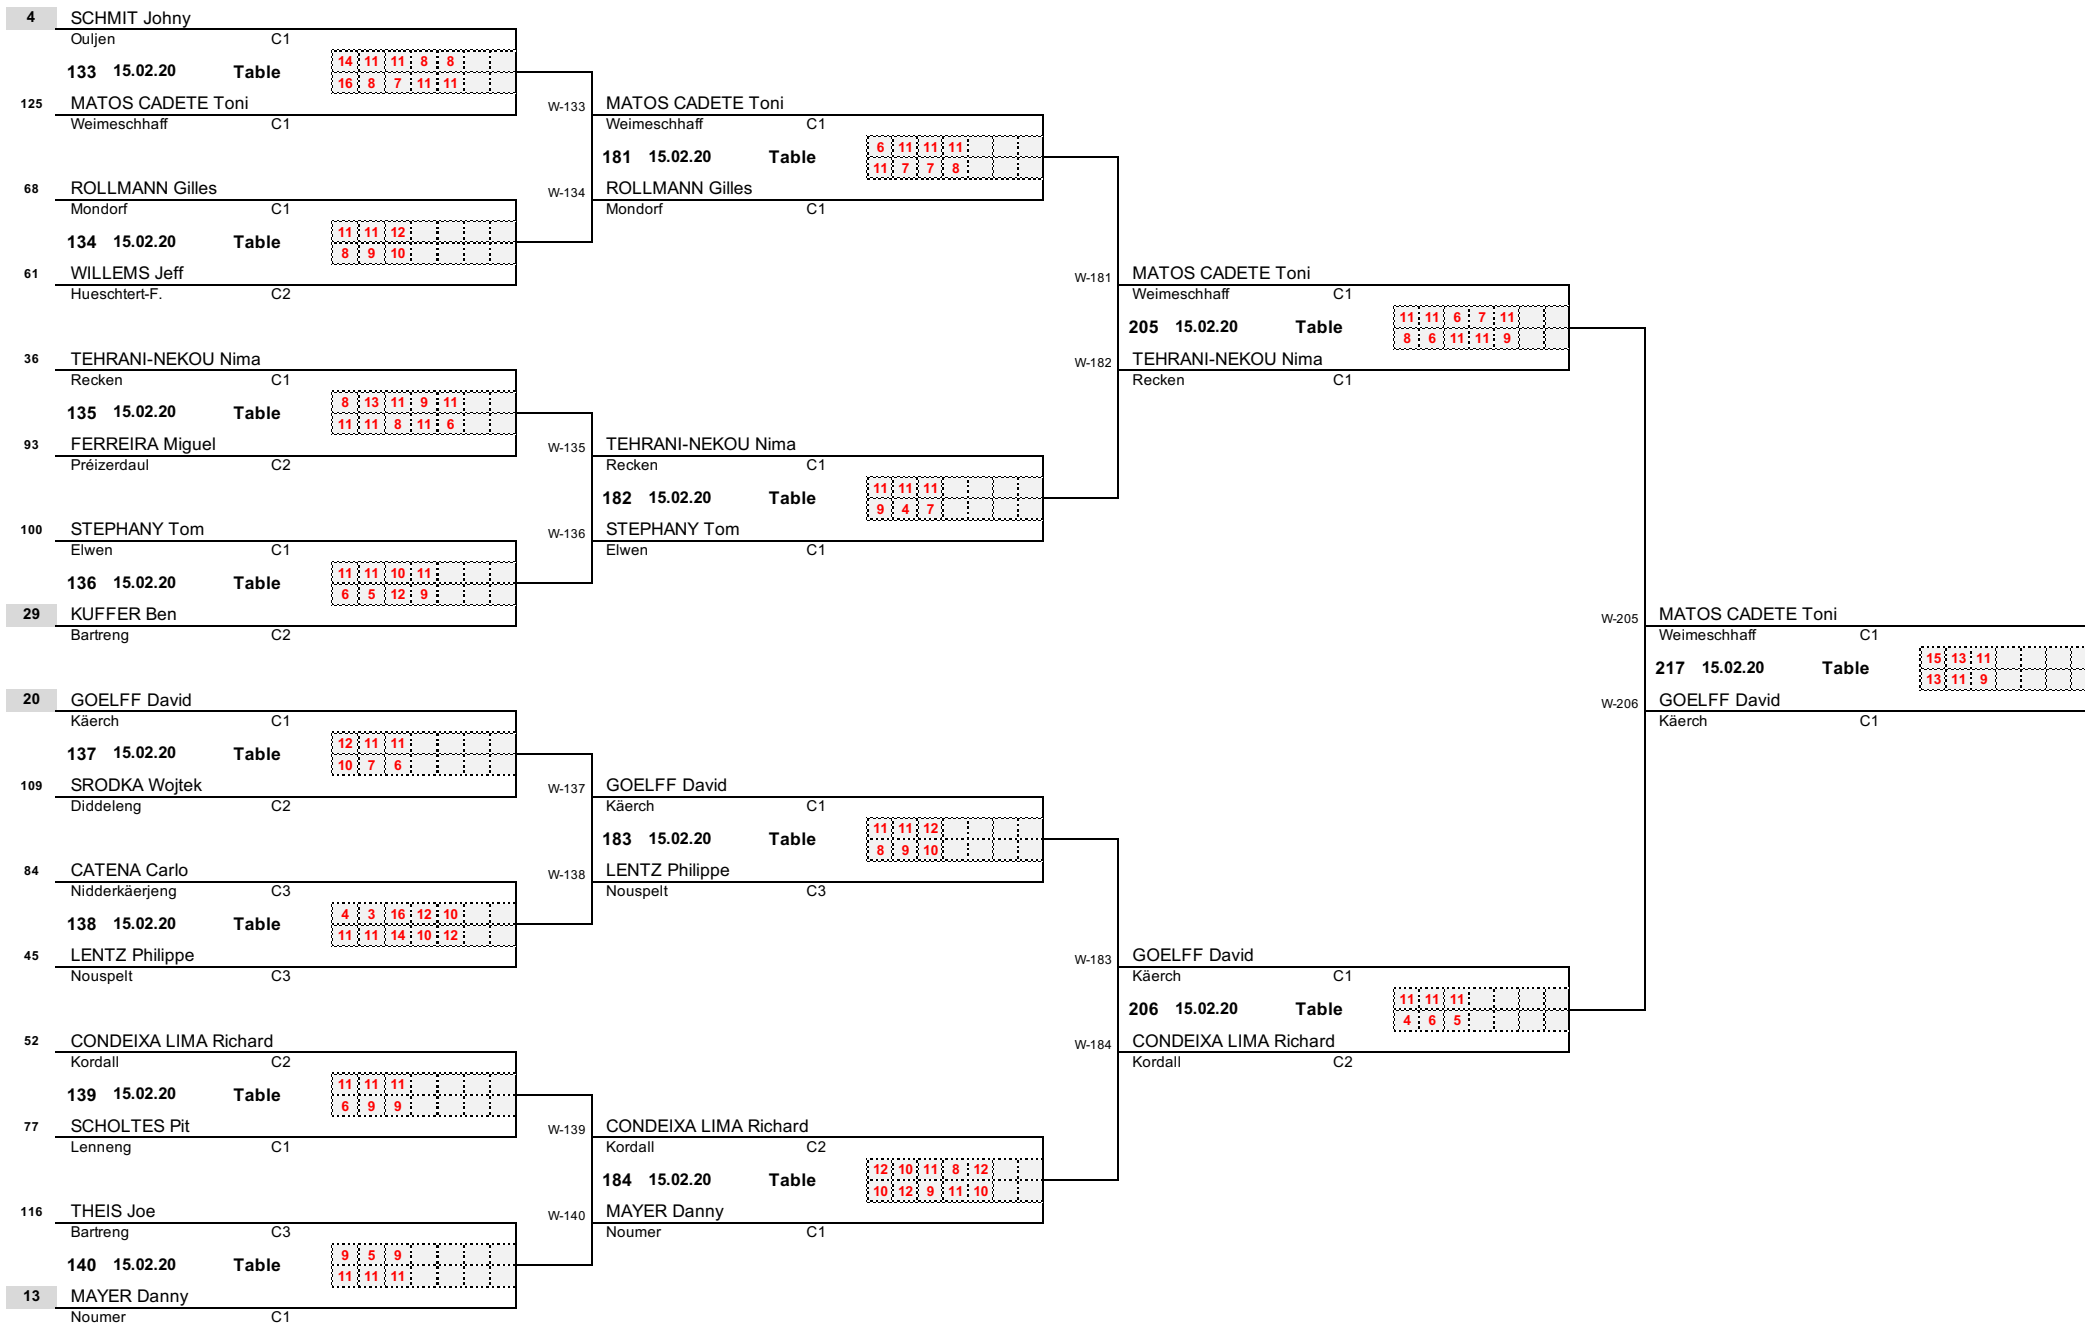 4 SCHMIT Johny
Ouljen C1
133 15.02.20 Table 14 11 11 8 8
16 8 7 11 11
125 MATOS CADETE Toni
Weimeschhaff C1
W-133 MATOS CADETE Toni
Weimeschhaff C1
181 15.02.20 Table 6 11 11 11
11 7 7 8
W-134 ROLLMANN Gilles
Mondorf C1
68 ROLLMANN Gilles
Mondorf C1
134 15.02.20 Table 11 11 12
8 9 10
61 WILLEMS Jeff
Hueschtert-F. C2
W-181 MATOS CADETE Toni
Weimeschhaff C1
205 15.02.20 Table 11 11 6 7 11
8 6 11 11 9
W-182 TEHRANI-NEKOU Nima
Recken C1
36 TEHRANI-NEKOU Nima
Recken C1
135 15.02.20 Table 8 13 11 9 11
11 11 8 11 6
93 FERREIRA Miguel
Préizerdaul C2
W-135 TEHRANI-NEKOU Nima
Recken C1
182 15.02.20 Table 11 11 11
9 4 7
W-136 STEPHANY Tom
Elwen C1
100 STEPHANY Tom
Elwen C1
136 15.02.20 Table 11 11 10 11
6 5 12 9
29 KUFFER Ben
Bartreng C2
W-205 MATOS CADETE Toni
Weimeschhaff C1
217 15.02.20 Table 15 13 11
13 11 9
W-206 GOELFF David
Käerch C1
20 GOELFF David
Käerch C1
137 15.02.20 Table 12 11 11
10 7 6
109 SRODKA Wojtek
Diddeleng C2
W-137 GOELFF David
Käerch C1
183 15.02.20 Table 11 11 12
8 9 10
W-138 LENTZ Philippe
Nouspelt C3
84 CATENA Carlo
Nidderkäerjeng C3
138 15.02.20 Table 4 3 16 12 10
11 11 14 10 12
45 LENTZ Philippe
Nouspelt C3
W-183 GOELFF David
Käerch C1
206 15.02.20 Table 11 11 11
4 6 5
W-184 CONDEIXA LIMA Richard
Kordall C2
52 CONDEIXA LIMA Richard
Kordall C2
139 15.02.20 Table 11 11 11
6 9 9
77 SCHOLTES Pit
Lenneng C1
W-139 CONDEIXA LIMA Richard
Kordall C2
184 15.02.20 Table 12 10 11 8 12
10 12 9 11 10
W-140 MAYER Danny
Noumer C1
116 THEIS Joe
Bartreng C3
140 15.02.20 Table 9 5 9
11 11 11
13 MAYER Danny
Noumer C1